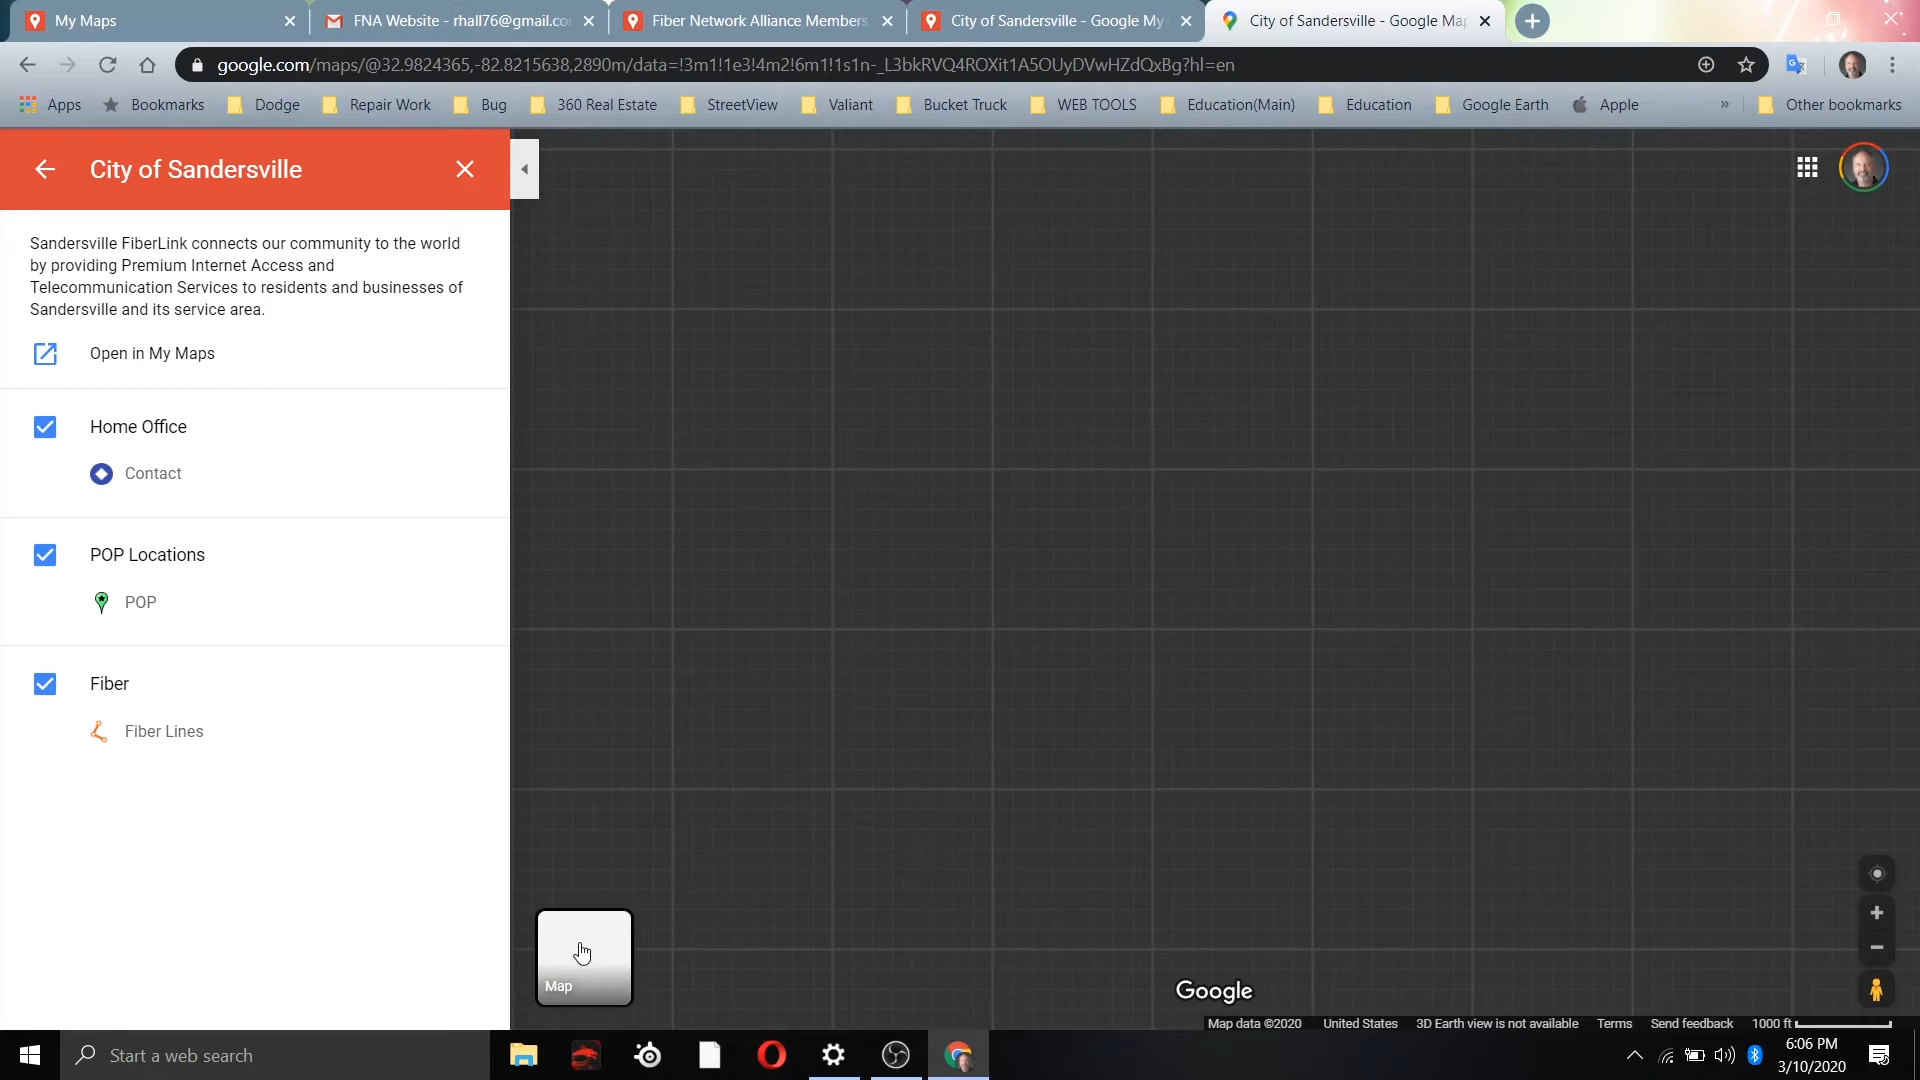 My Maps
FNA Website - rhall76@gmail.co
Fiber Network Alliance Members
City of Sandersville - Google My
City of Sandersville - Google Ma
google.com/maps/@32.9824365,-82.8215638,2890m/data=!3m1!1e3!4m2!6m1!1s1n-_L3bkRVQ4ROXit1A5OUyDVwHZdQxBg?hl=en
Apps
Bookmarks
Dodge
Repair Work
Bug
360 Real Estate
StreetView
Valiant
Bucket Truck
WEB TOOLS
Education(Main)
Education
Google Earth
Apple
»
Other bookmarks
City of Sandersville
Sandersville FiberLink connects our community to the world
by providing Premium Internet Access and
Telecommunication Services to residents and businesses of
Sandersville and its service area.
Open in My Maps
Home Office
Contact
POP Locations
POP
Fiber
Fiber Lines
Map
Google
Map data ©2020
United States
3D Earth view is not available
Terms
Send feedback
1000 ft
Start a web search
6:06 PM
3/10/2020